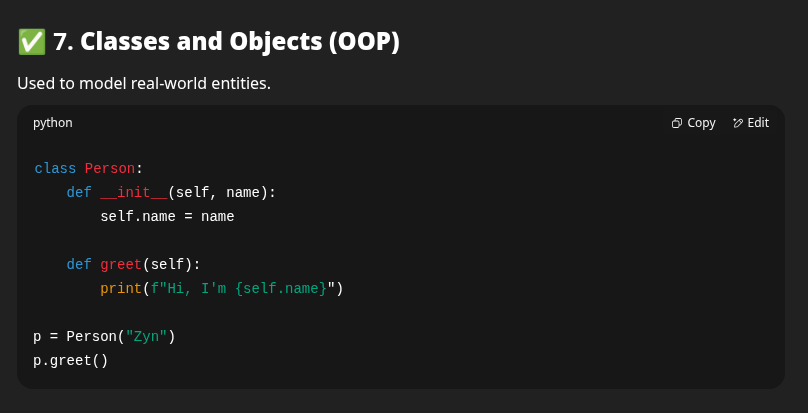 ✅ 7. Classes and Objects (OOP)
Used to model real-world entities.
python Copy Edit
class Person:
    def __init__(self, name):
        self.name = name

    def greet(self):
        print(f"Hi, I'm {self.name}")

p = Person("Zyn")
p.greet()